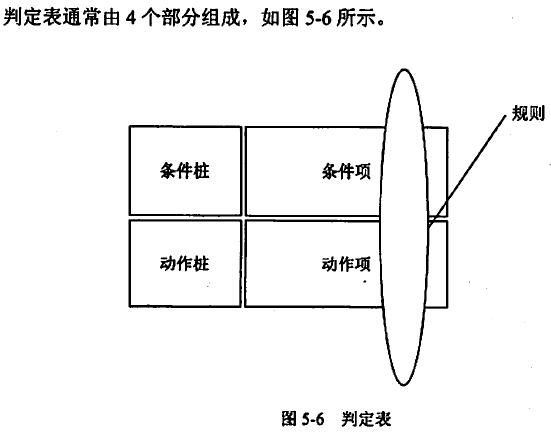 判定表通常由 4 个部分组成，如图 5-6 所示。
规则
条件桩
条件项
动作桩
动作项
图 5-6 判定表